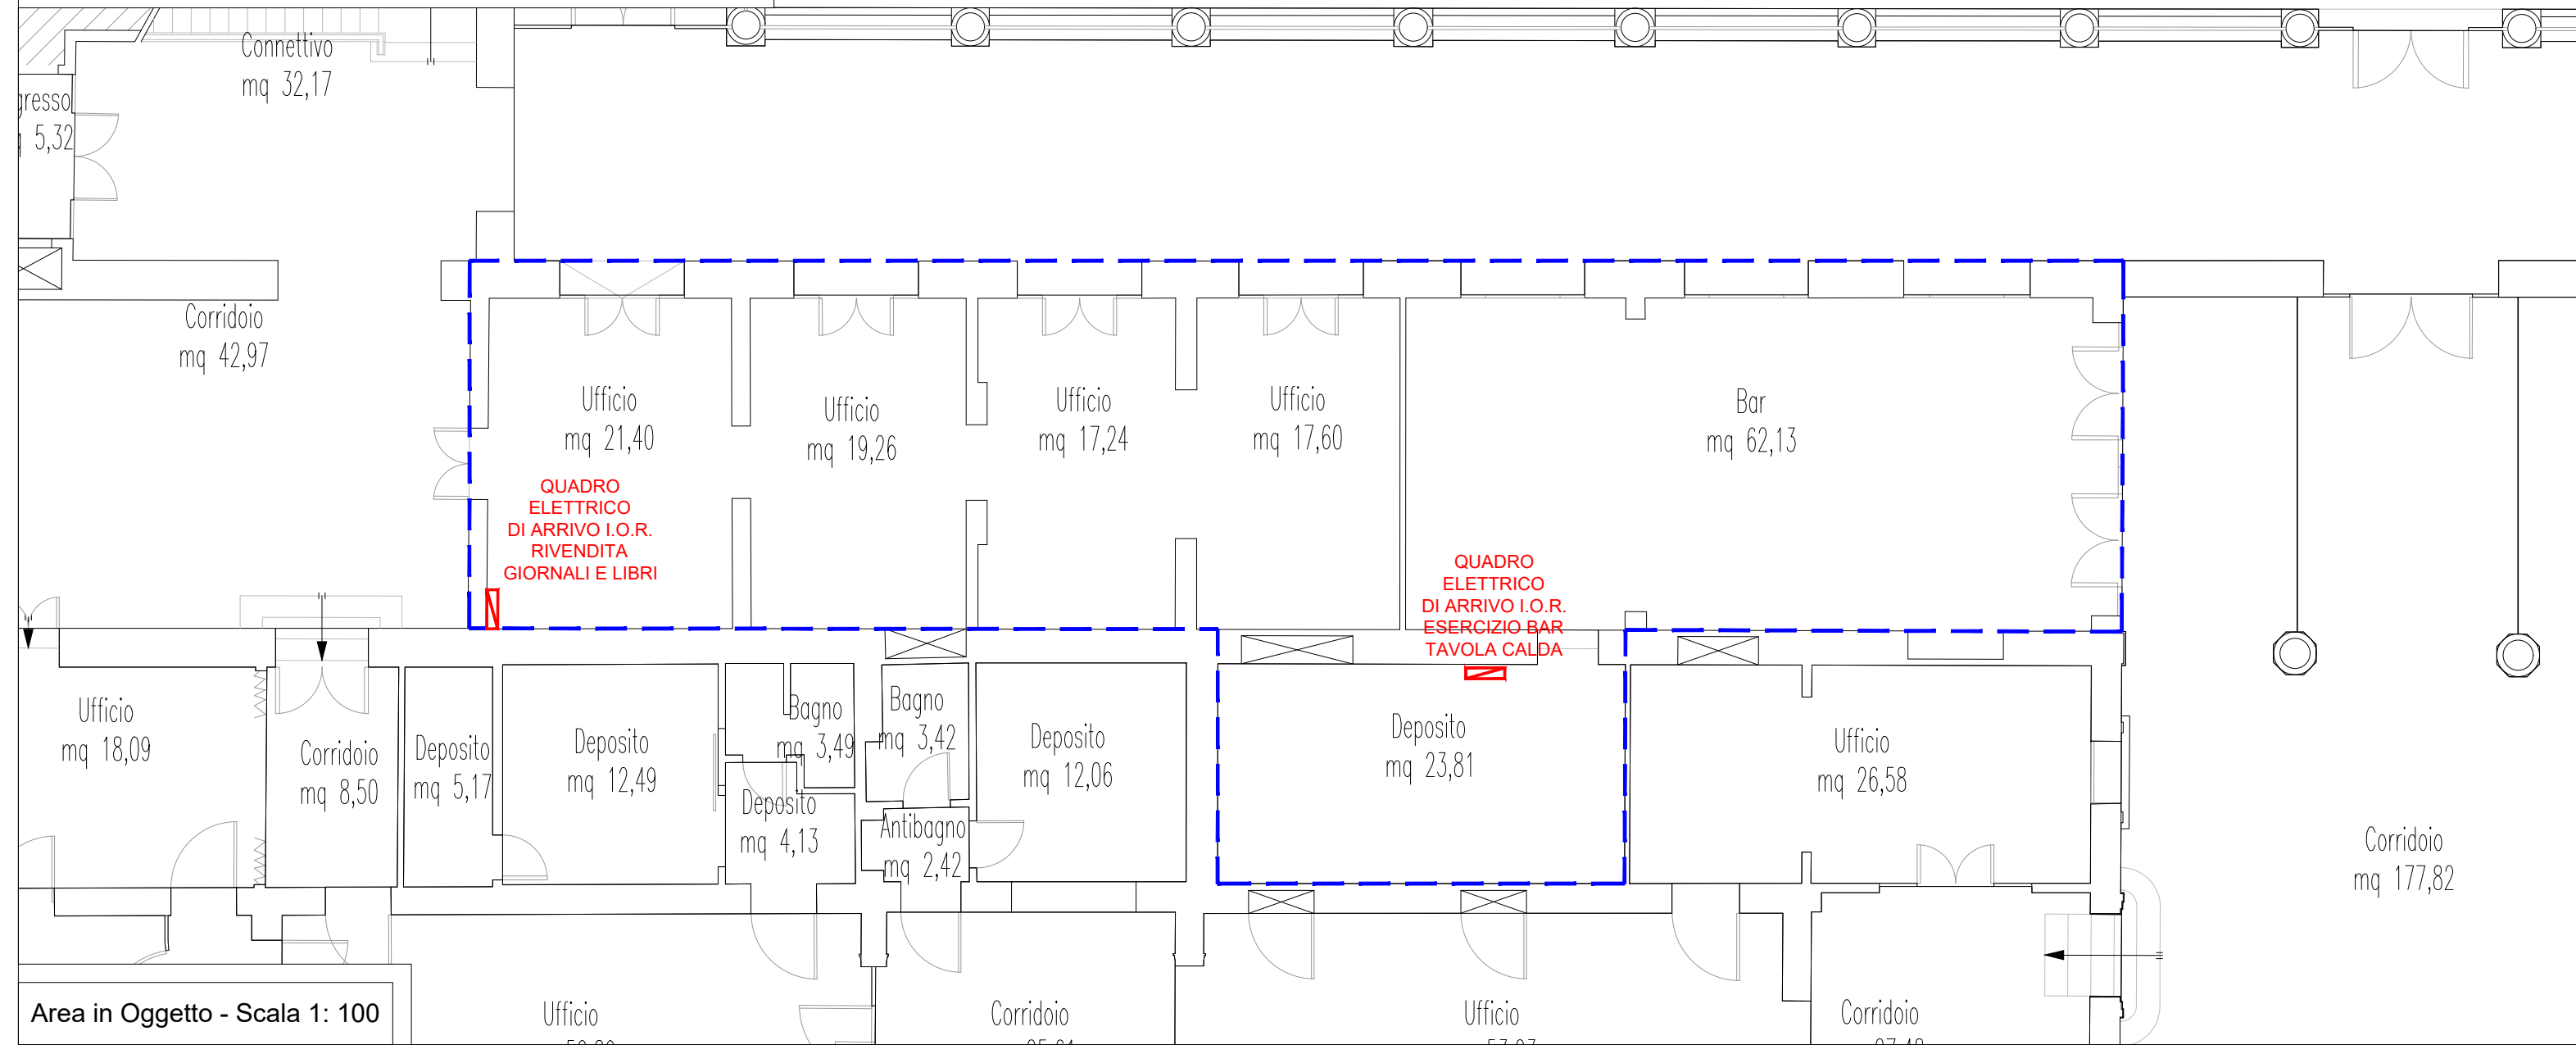 Connettivo
mq 32,17
gresso
5,32
Corridoio
mq 42,97
Ufficio
mq 21,40
Ufficio
mq 19,26
Ufficio
mq 17,24
Ufficio
mq 17,60
Bar
mq 62,13
QUADRO
ELETTRICO
DI ARRIVO I.O.R.
RIVENDITA
GIORNALI E LIBRI
QUADRO
ELETTRICO
DI ARRIVO I.O.R.
ESERCIZIO BAR
TAVOLA CALDA
Ufficio
mq 18,09
Corridoio
mq 8,50
Deposito
mq 5,17
Deposito
mq 12,49
Bagno
mq 3,49
Deposito
mq 4,13
Bagno
mq 3,42
Antibagno
mq 2,42
Deposito
mq 12,06
Deposito
mq 23,81
Ufficio
mq 26,58
Corridoio
mq 177,82
Area in Oggetto - Scala 1: 100
Ufficio
Corridoio
Ufficio
Corridoio